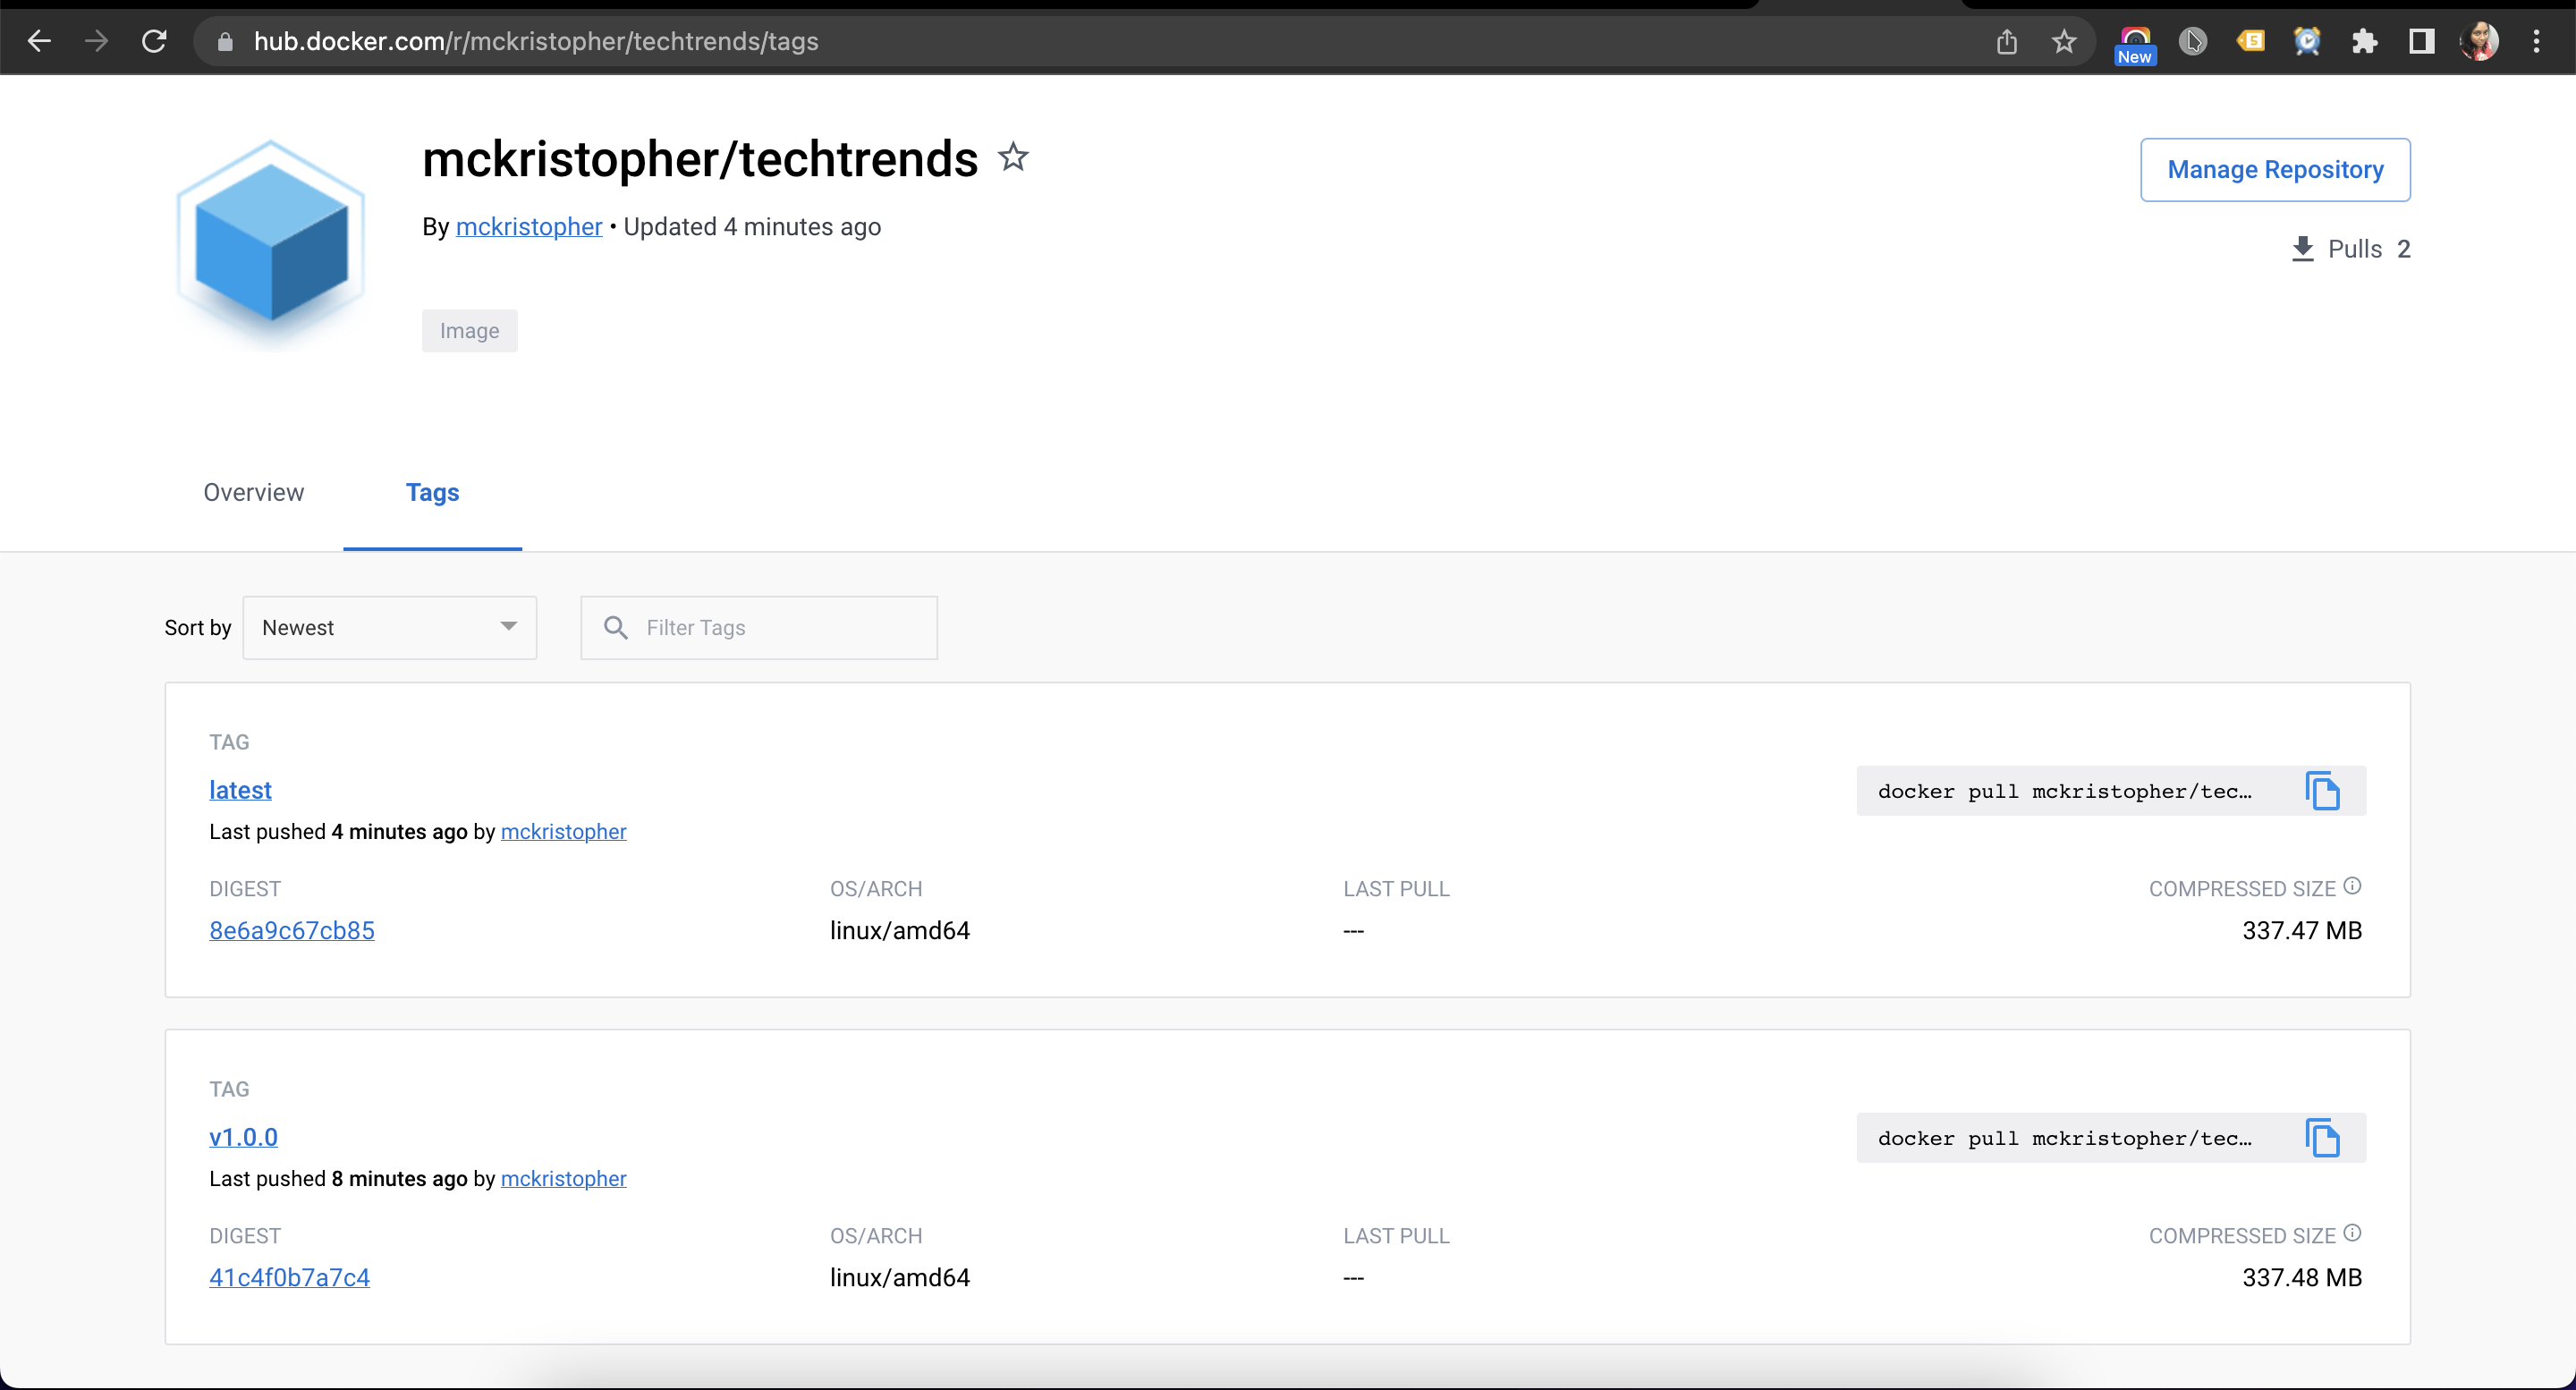 hub.docker.com/r/mckristopher/techtrends/tags
New
mckristopher/techtrends
Manage Repository
By mckristopher • Updated 4 minutes ago
Pulls 2
Image
Overview
Tags
Sort by Newest Filter Tags
TAG
latest
docker pull mckristopher/tec…
Last pushed 4 minutes ago by mckristopher
DIGEST OS/ARCH LAST PULL COMPRESSED SIZE
8e6a9c67cb85 linux/amd64 --- 337.47 MB
TAG
v1.0.0
docker pull mckristopher/tec…
Last pushed 8 minutes ago by mckristopher
DIGEST OS/ARCH LAST PULL COMPRESSED SIZE
41c4f0b7a7c4 linux/amd64 --- 337.48 MB